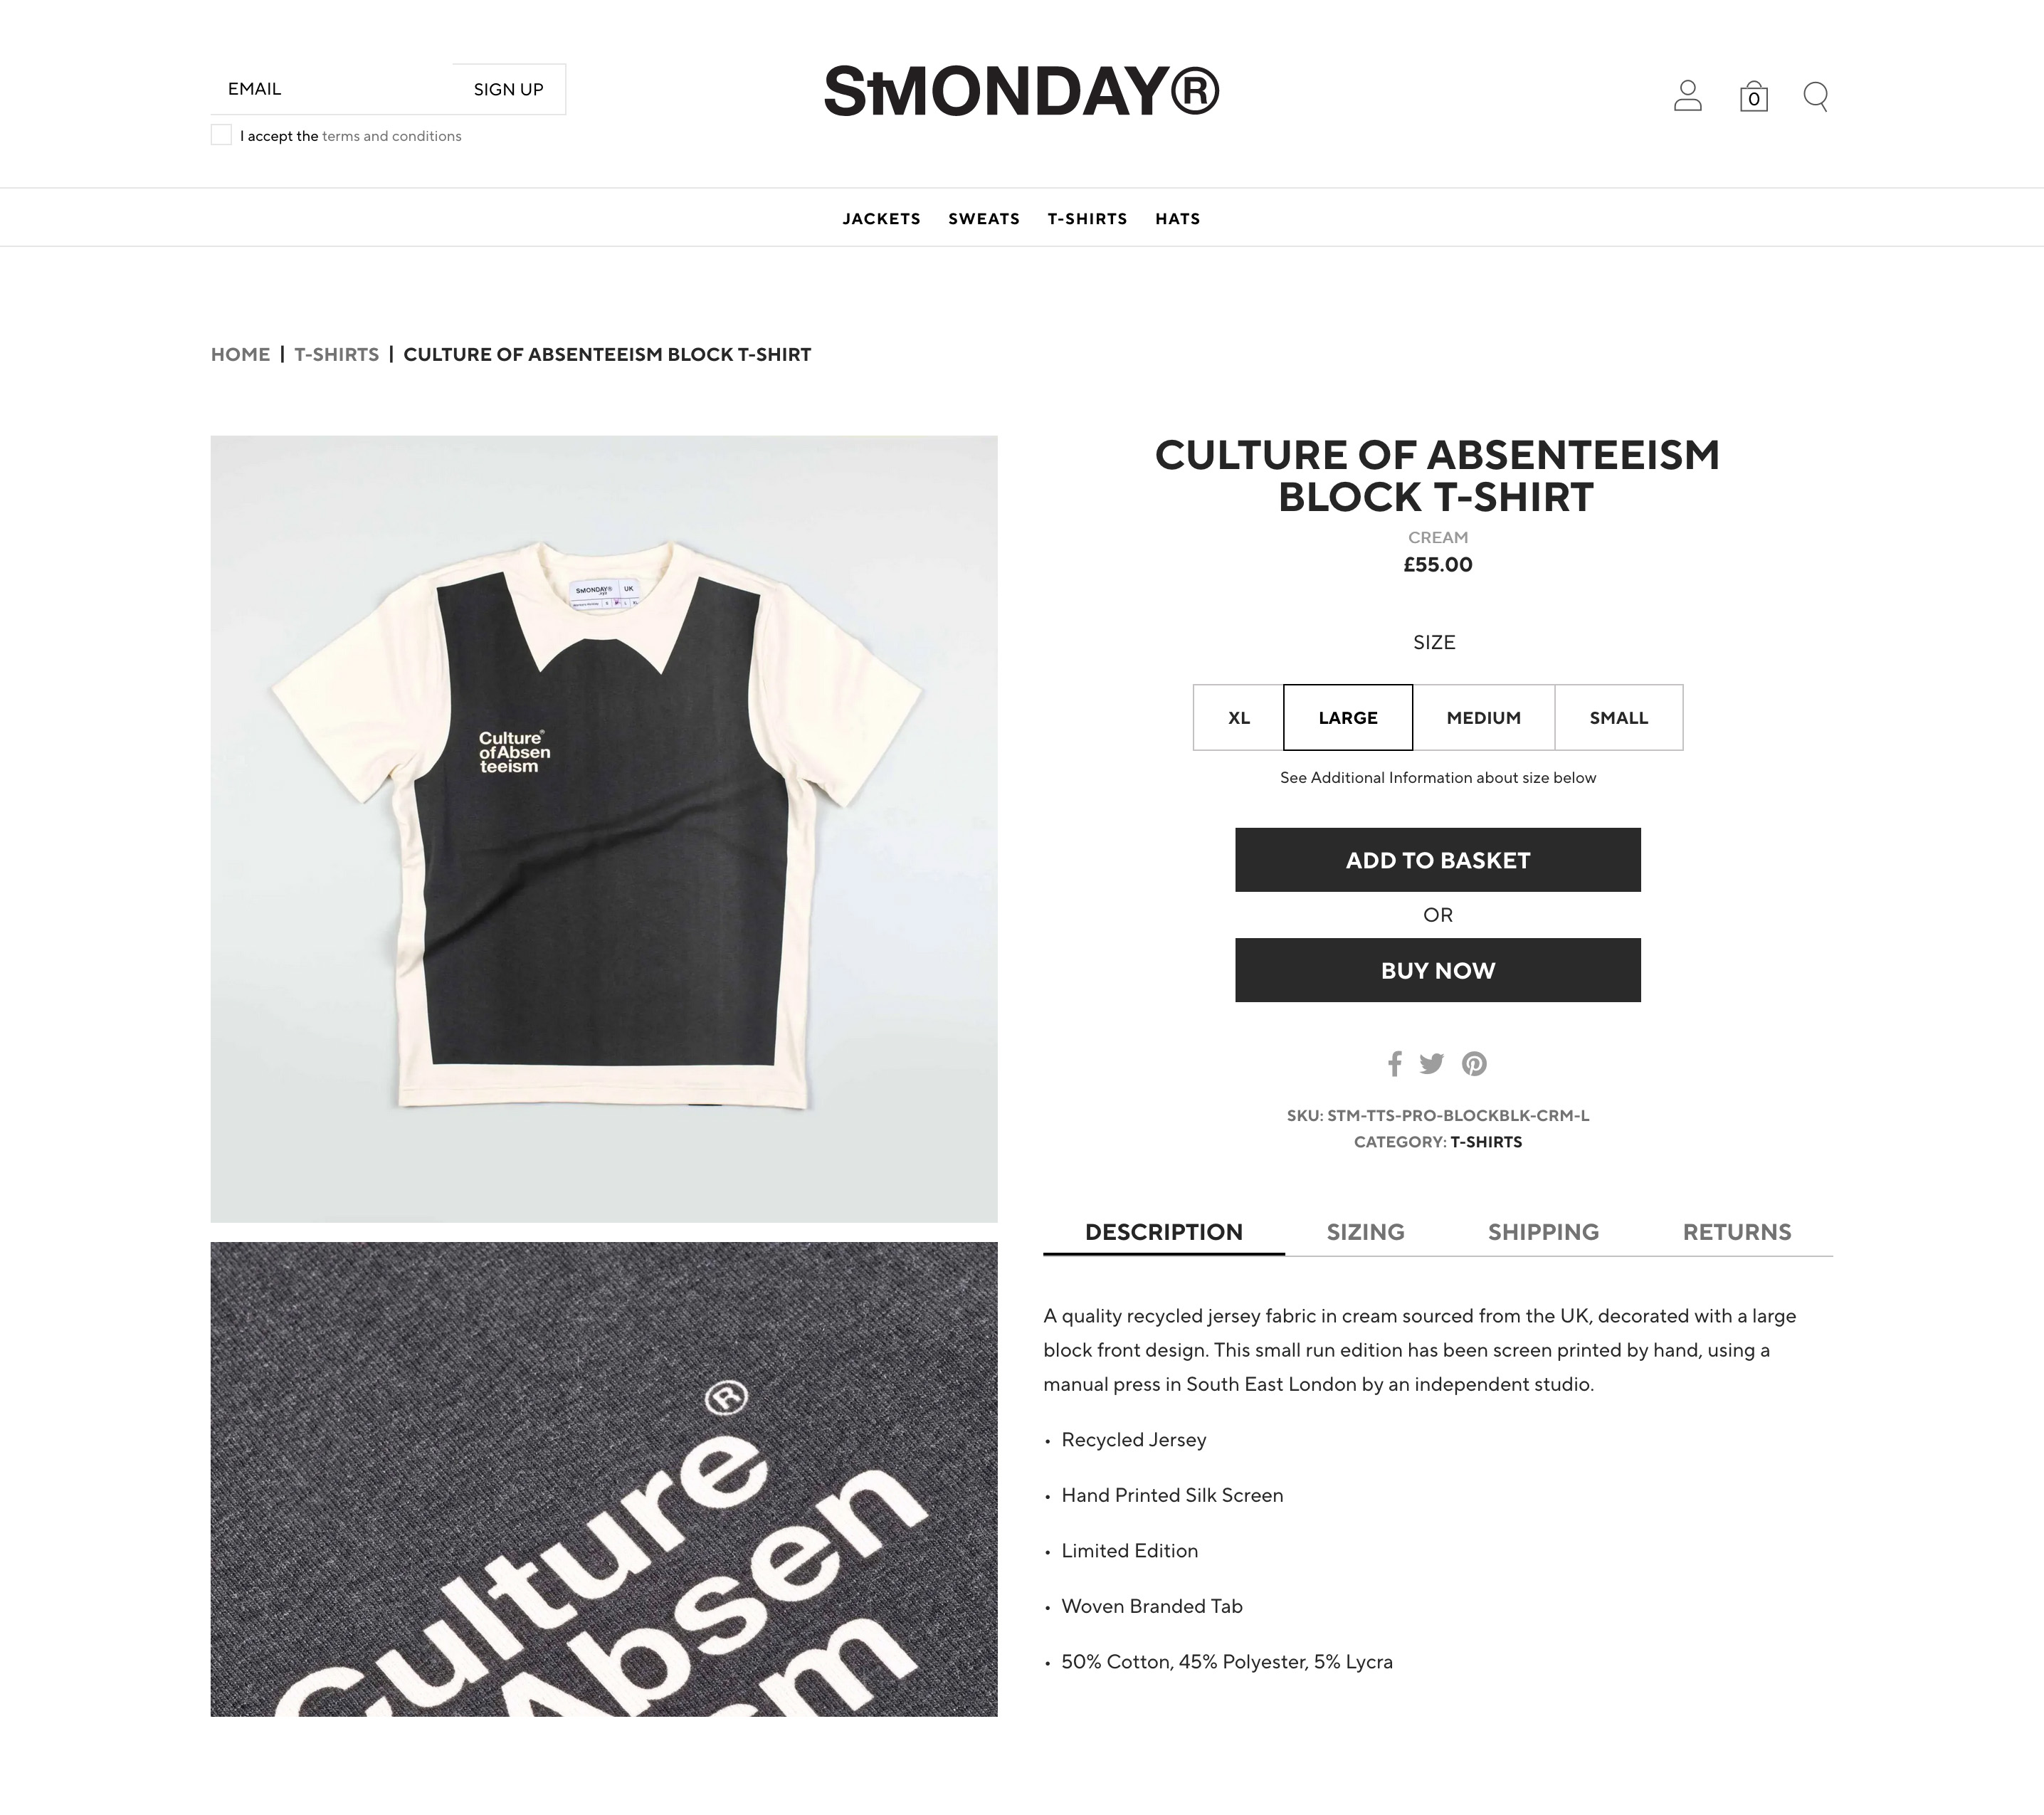 EMAIL
SIGN UP
I accept the terms and conditions
StMONDAY®
0
JACKETS SWEATS T-SHIRTS HATS
HOME | T-SHIRTS | CULTURE OF ABSENTEEISM BLOCK T-SHIRT
StMONDAY® UK
Culture®
of Absen
teeism
Culture®
Absen
sm
CULTURE OF ABSENTEEISM
BLOCK T-SHIRT
CREAM
£55.00
SIZE
XL LARGE MEDIUM SMALL
See Additional Information about size below
ADD TO BASKET
OR
BUY NOW
SKU: STM-TTS-PRO-BLOCKBLK-CRM-L
CATEGORY: T-SHIRTS
DESCRIPTION SIZING SHIPPING RETURNS
A quality recycled jersey fabric in cream sourced from the UK, decorated with a large
block front design. This small run edition has been screen printed by hand, using a
manual press in South East London by an independent studio.
• Recycled Jersey
• Hand Printed Silk Screen
• Limited Edition
• Woven Branded Tab
• 50% Cotton, 45% Polyester, 5% Lycra